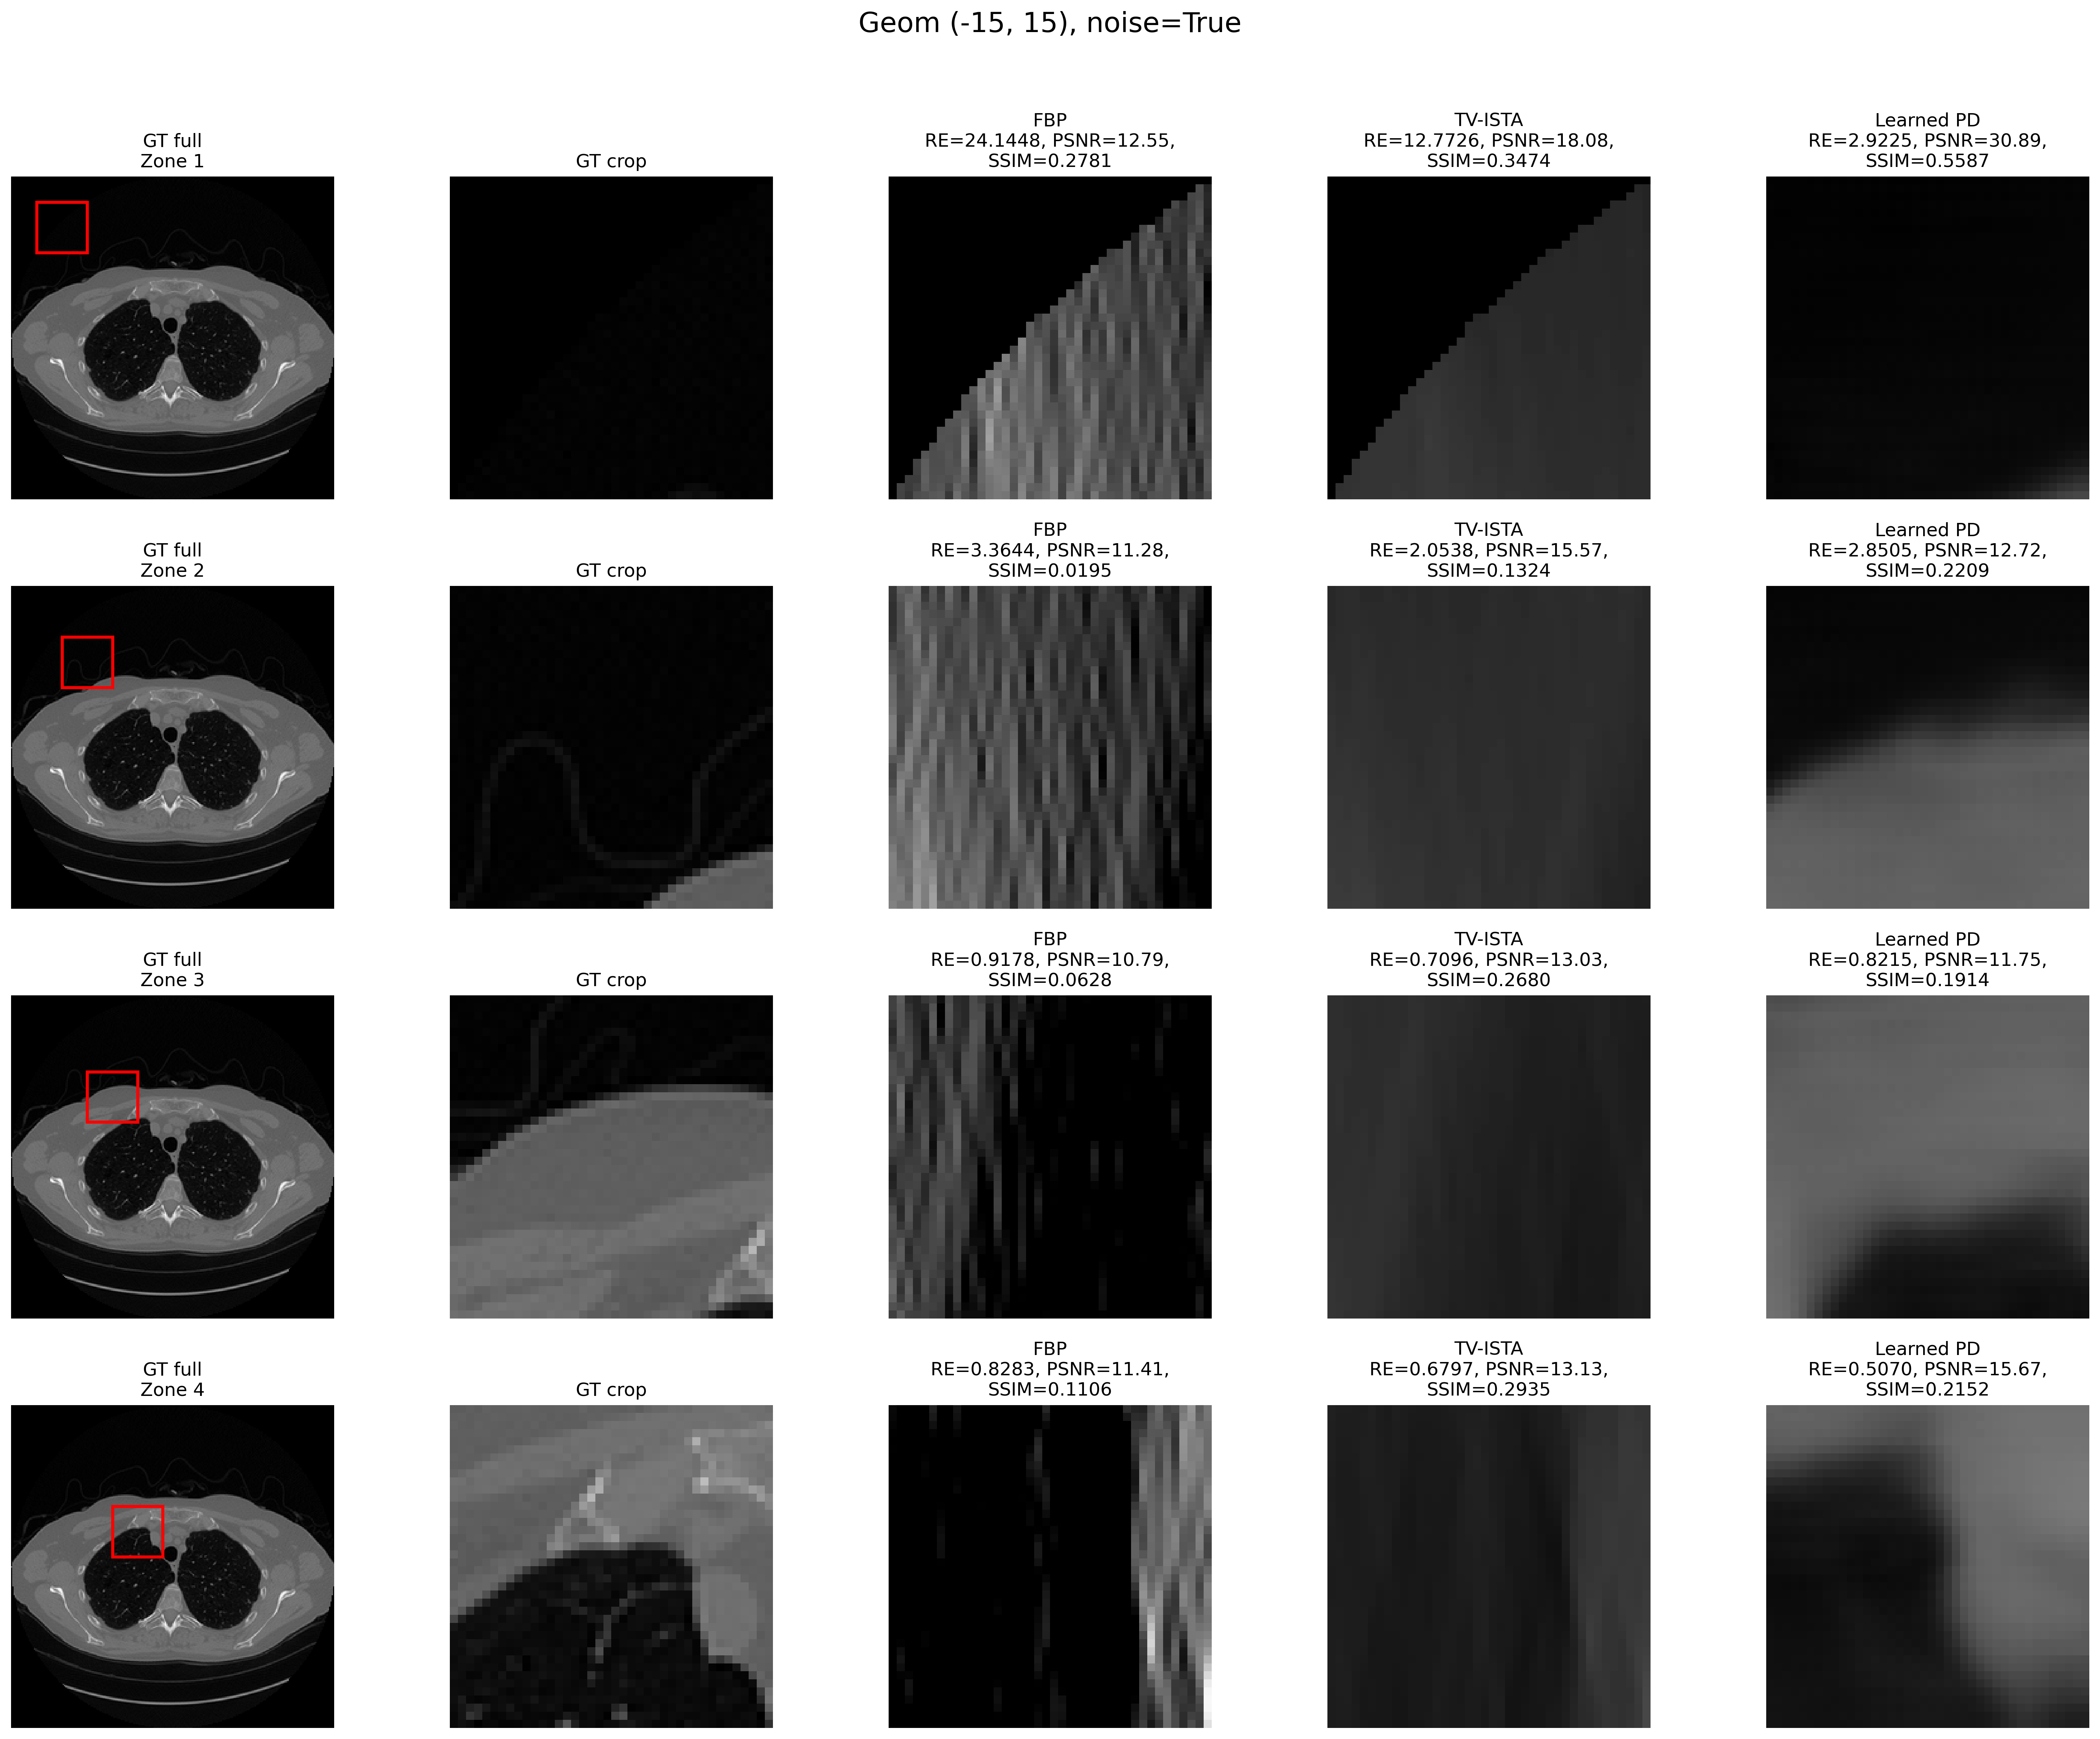 Geom (-15, 15), noise=True
GT full
Zone 1
GT crop
FBP
RE=24.1448, PSNR=12.55,
SSIM=0.2781
TV-ISTA
RE=12.7726, PSNR=18.08,
SSIM=0.3474
Learned PD
RE=2.9225, PSNR=30.89,
SSIM=0.5587
GT full
Zone 2
GT crop
FBP
RE=3.3644, PSNR=11.28,
SSIM=0.0195
TV-ISTA
RE=2.0538, PSNR=15.57,
SSIM=0.1324
Learned PD
RE=2.8505, PSNR=12.72,
SSIM=0.2209
GT full
Zone 3
GT crop
FBP
RE=0.9178, PSNR=10.79,
SSIM=0.0628
TV-ISTA
RE=0.7096, PSNR=13.03,
SSIM=0.2680
Learned PD
RE=0.8215, PSNR=11.75,
SSIM=0.1914
GT full
Zone 4
GT crop
FBP
RE=0.8283, PSNR=11.41,
SSIM=0.1106
TV-ISTA
RE=0.6797, PSNR=13.13,
SSIM=0.2935
Learned PD
RE=0.5070, PSNR=15.67,
SSIM=0.2152